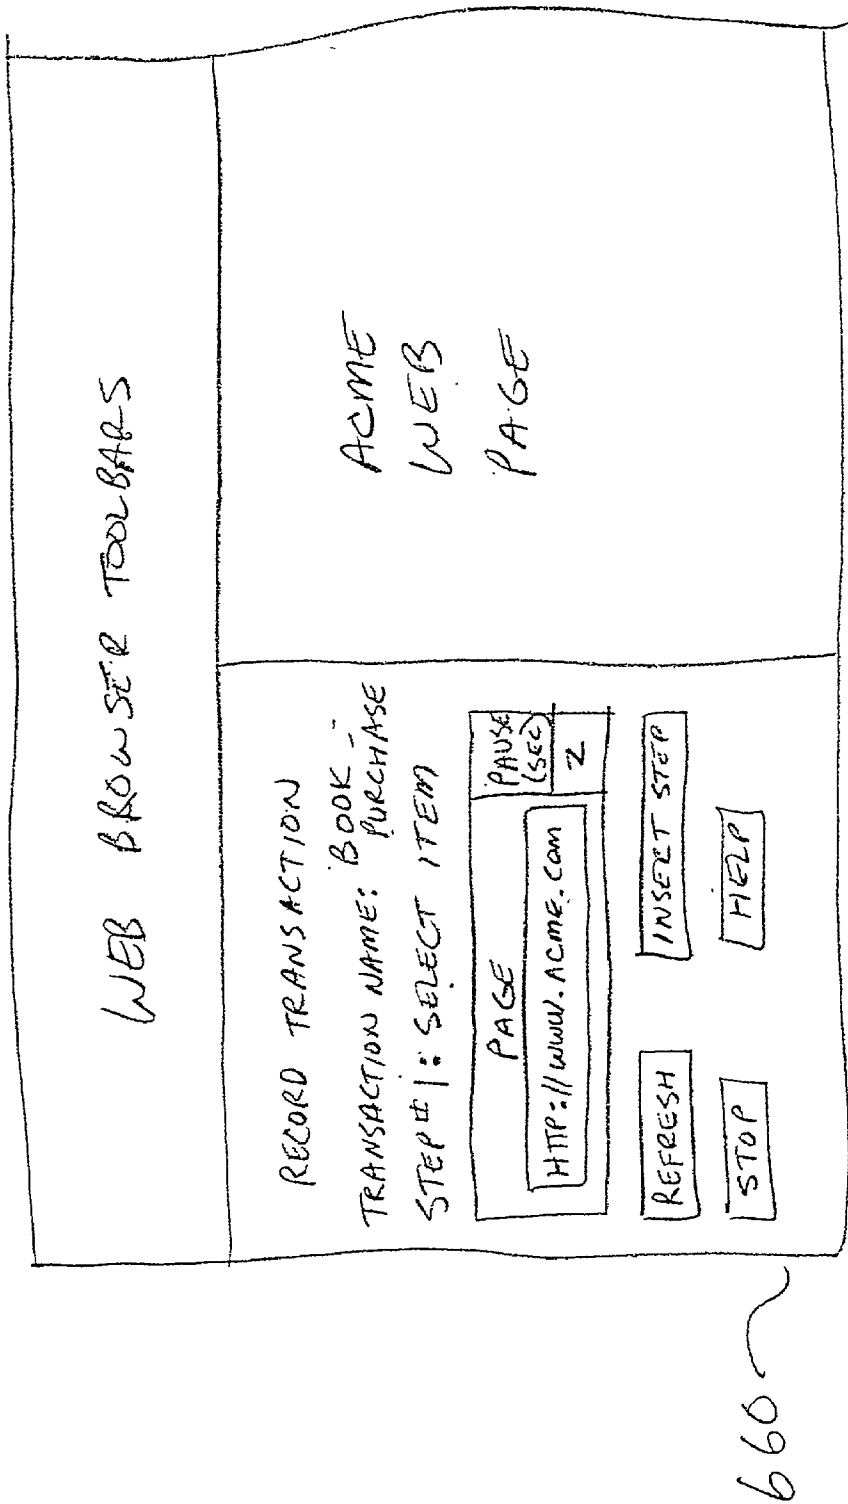 WEB BROWSER TOOLBARS
RECORD TRANSACTION
TRANSACTION NAME: BOOK-
PURCHASE
STEP#1: SELECT ITEM
PAGE
PAUSE
(SEC)
HTTP://WWW.ACME.COM
2
REFRESH
INSERT STEP
STOP
HELP
ACME
WEB
PAGE
660